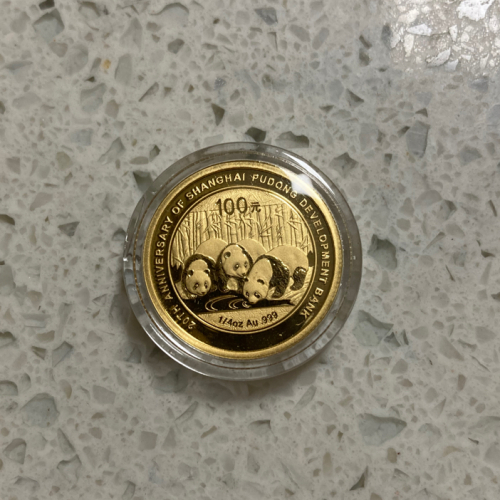 20TH ANNIVERSARY OF SHANGHAI PUDONG DEVELOPMENT BANK
100元
1/4oz Au .999